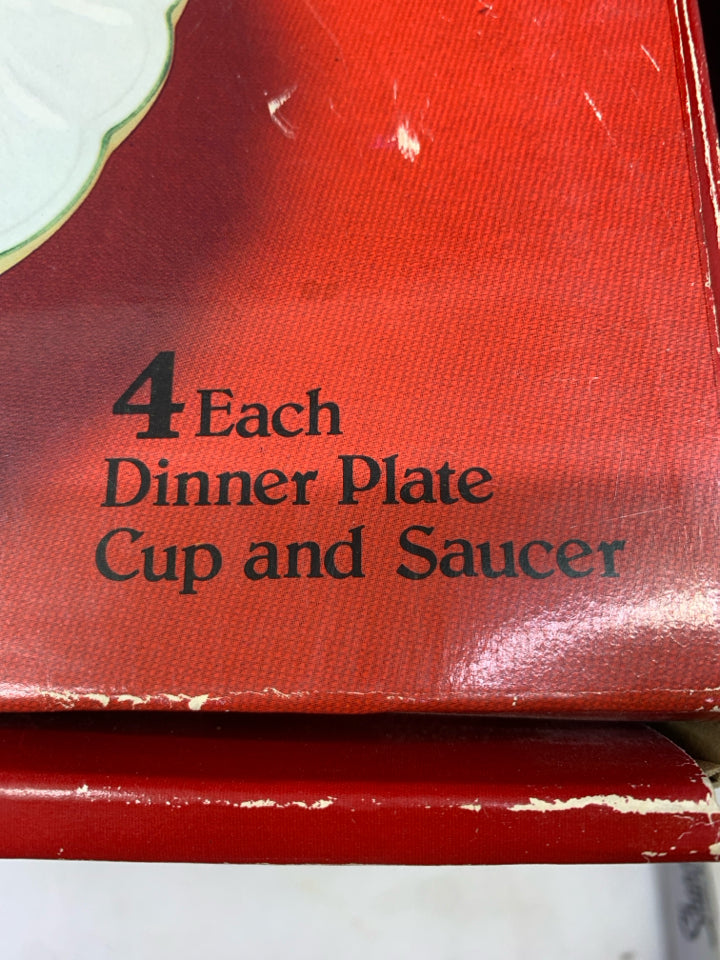 4 Each
Dinner Plate
Cup and Saucer